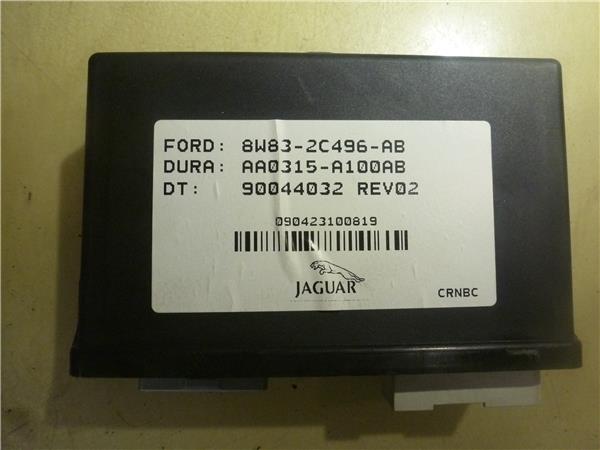 FORD: 8W83-2C496-AB
DURA: AA0315-A100AB
DT: 90044032 REV02
090423100819
JAGUAR
CRNBC